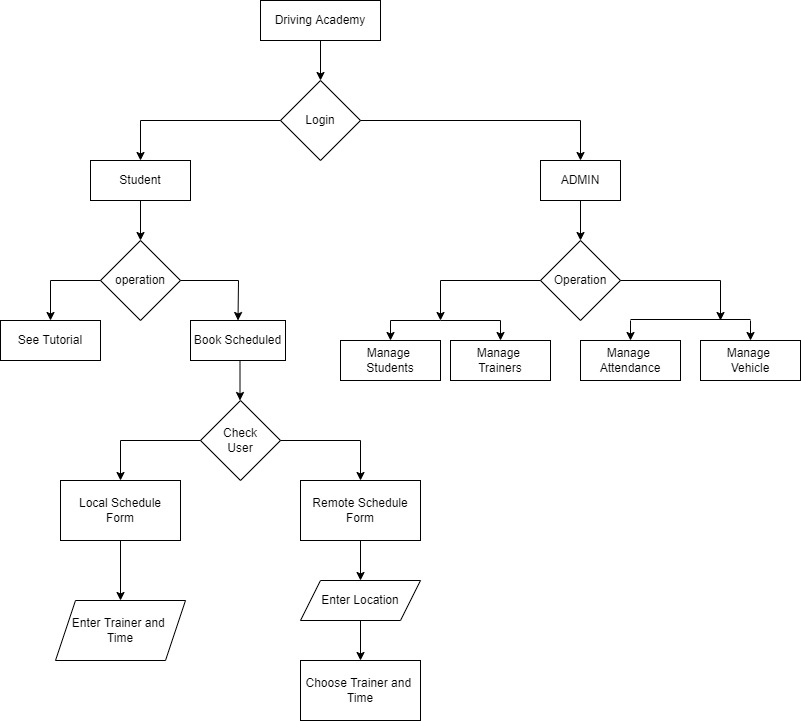 Driving Academy
Login
Student
ADMIN
operation
Operation
See Tutorial
Book Scheduled
Manage
Students
Manage
Trainers
Manage
Attendance
Manage
Vehicle
Check
User
Local Schedule
Form
Remote Schedule
Form
Enter Trainer and
Time
Enter Location
Choose Trainer and
Time